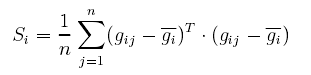 $S_i = \frac{1}{n} \sum_{j=1}^{n} (g_{ij} - \overline{g_i})^T \cdot (g_{ij} - \overline{g_i})$